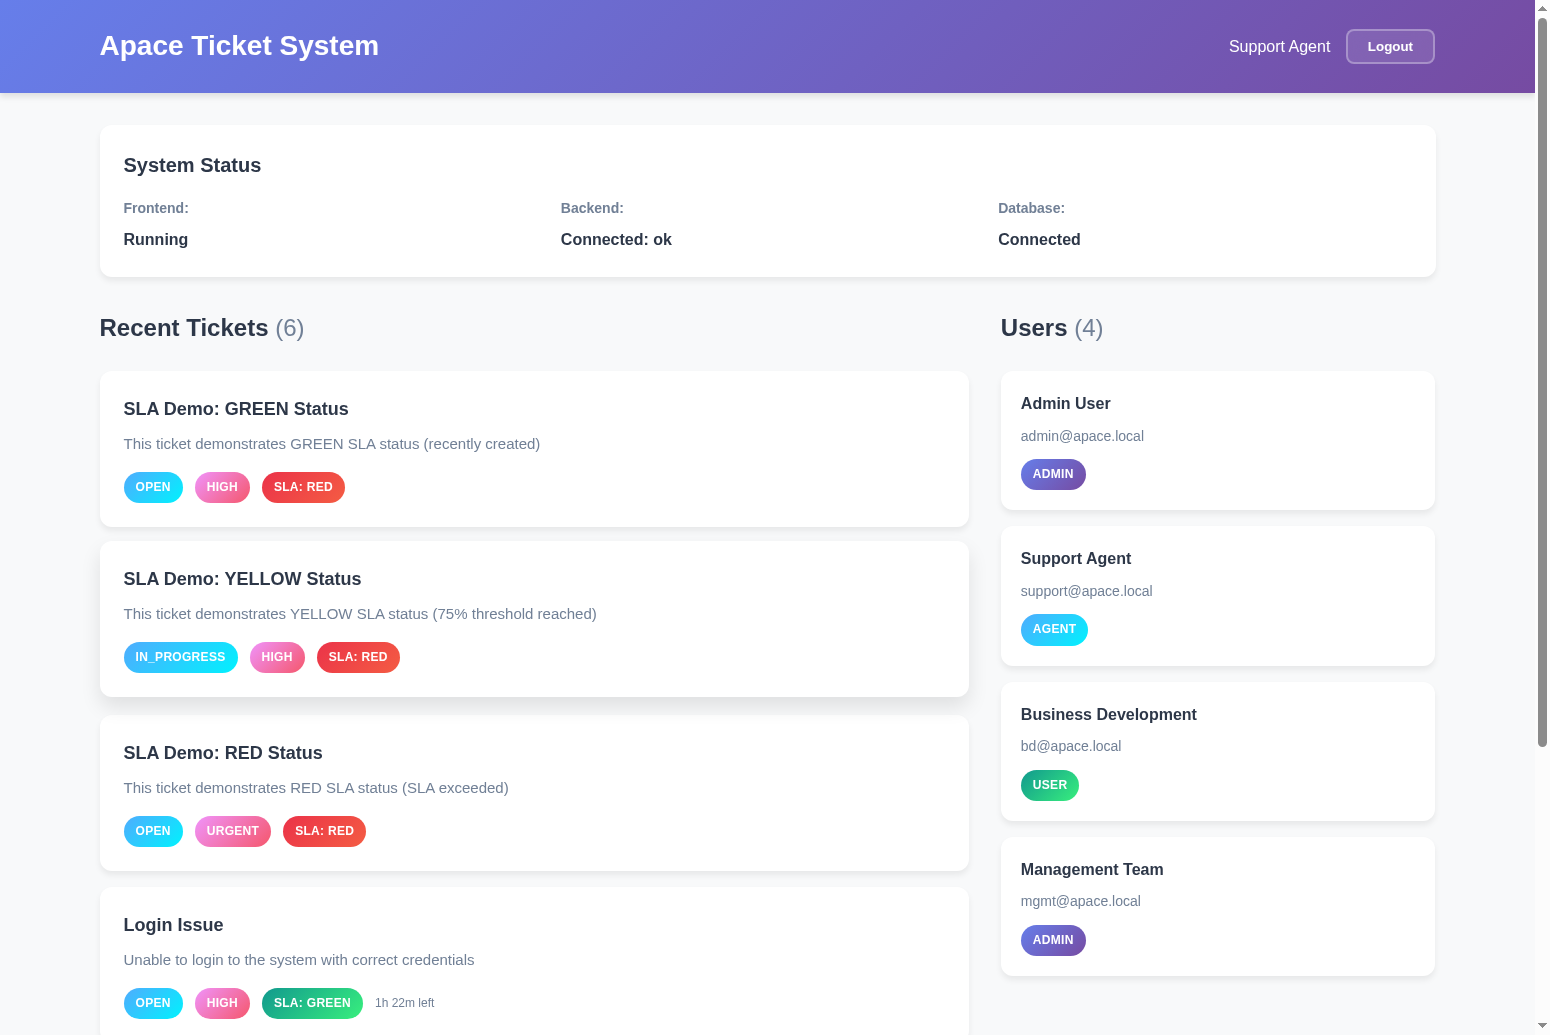 Apace Ticket System
Support Agent
Logout
System Status
Frontend:
Running
Backend:
Connected: ok
Database:
Connected
Recent Tickets (6)
SLA Demo: GREEN Status
This ticket demonstrates GREEN SLA status (recently created)
OPEN HIGH SLA: RED
SLA Demo: YELLOW Status
This ticket demonstrates YELLOW SLA status (75% threshold reached)
IN_PROGRESS HIGH SLA: RED
SLA Demo: RED Status
This ticket demonstrates RED SLA status (SLA exceeded)
OPEN URGENT SLA: RED
Login Issue
Unable to login to the system with correct credentials
OPEN HIGH SLA: GREEN 1h 22m left
Users (4)
Admin User
admin@apace.local
ADMIN
Support Agent
support@apace.local
AGENT
Business Development
bd@apace.local
USER
Management Team
mgmt@apace.local
ADMIN